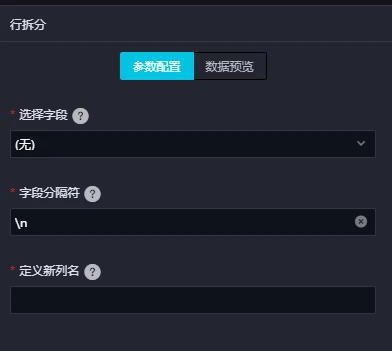 行拆分
参数配置 数据预览
* 选择字段 ?
(无)
* 字段分隔符 ?
\n
* 定义新列名 ?